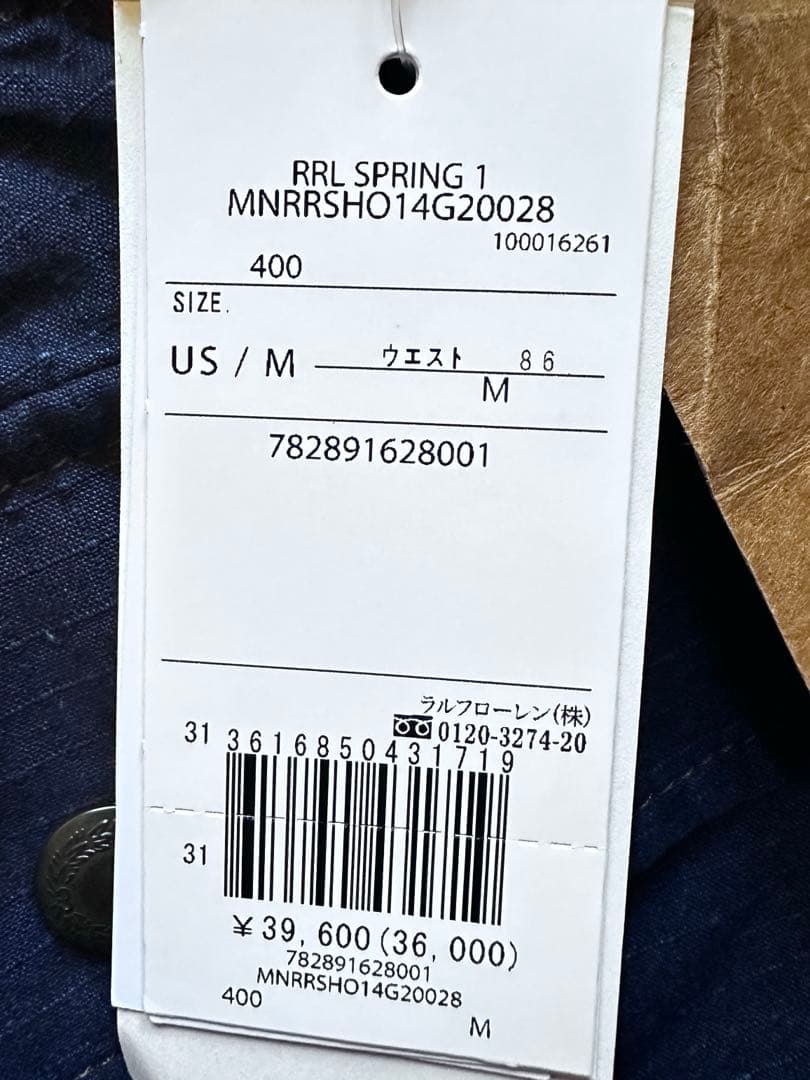 RRL SPRING 1
MNRRSHO14G20028
100016261
400
SIZE.
US / M ウエスト 86
M
782891628001
ラルフローレン(株)
0120-3274-20
31 3616850431719
31
¥39,600(36,000)
782891628001
MNRRSHO14G20028
400
M